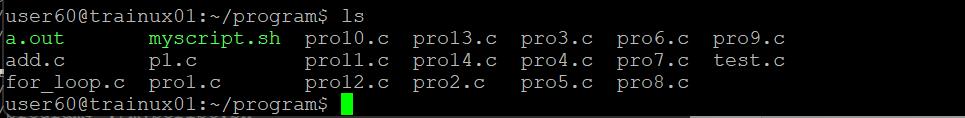 user60@trainux01:~/program$ ls
a.out myscript.sh pro10.c pro13.c pro3.c pro6.c pro9.c
add.c p1.c pro11.c pro14.c pro4.c pro7.c test.c
for_loop.c pro1.c pro12.c pro2.c pro5.c pro8.c
user60@trainux01:~/program$